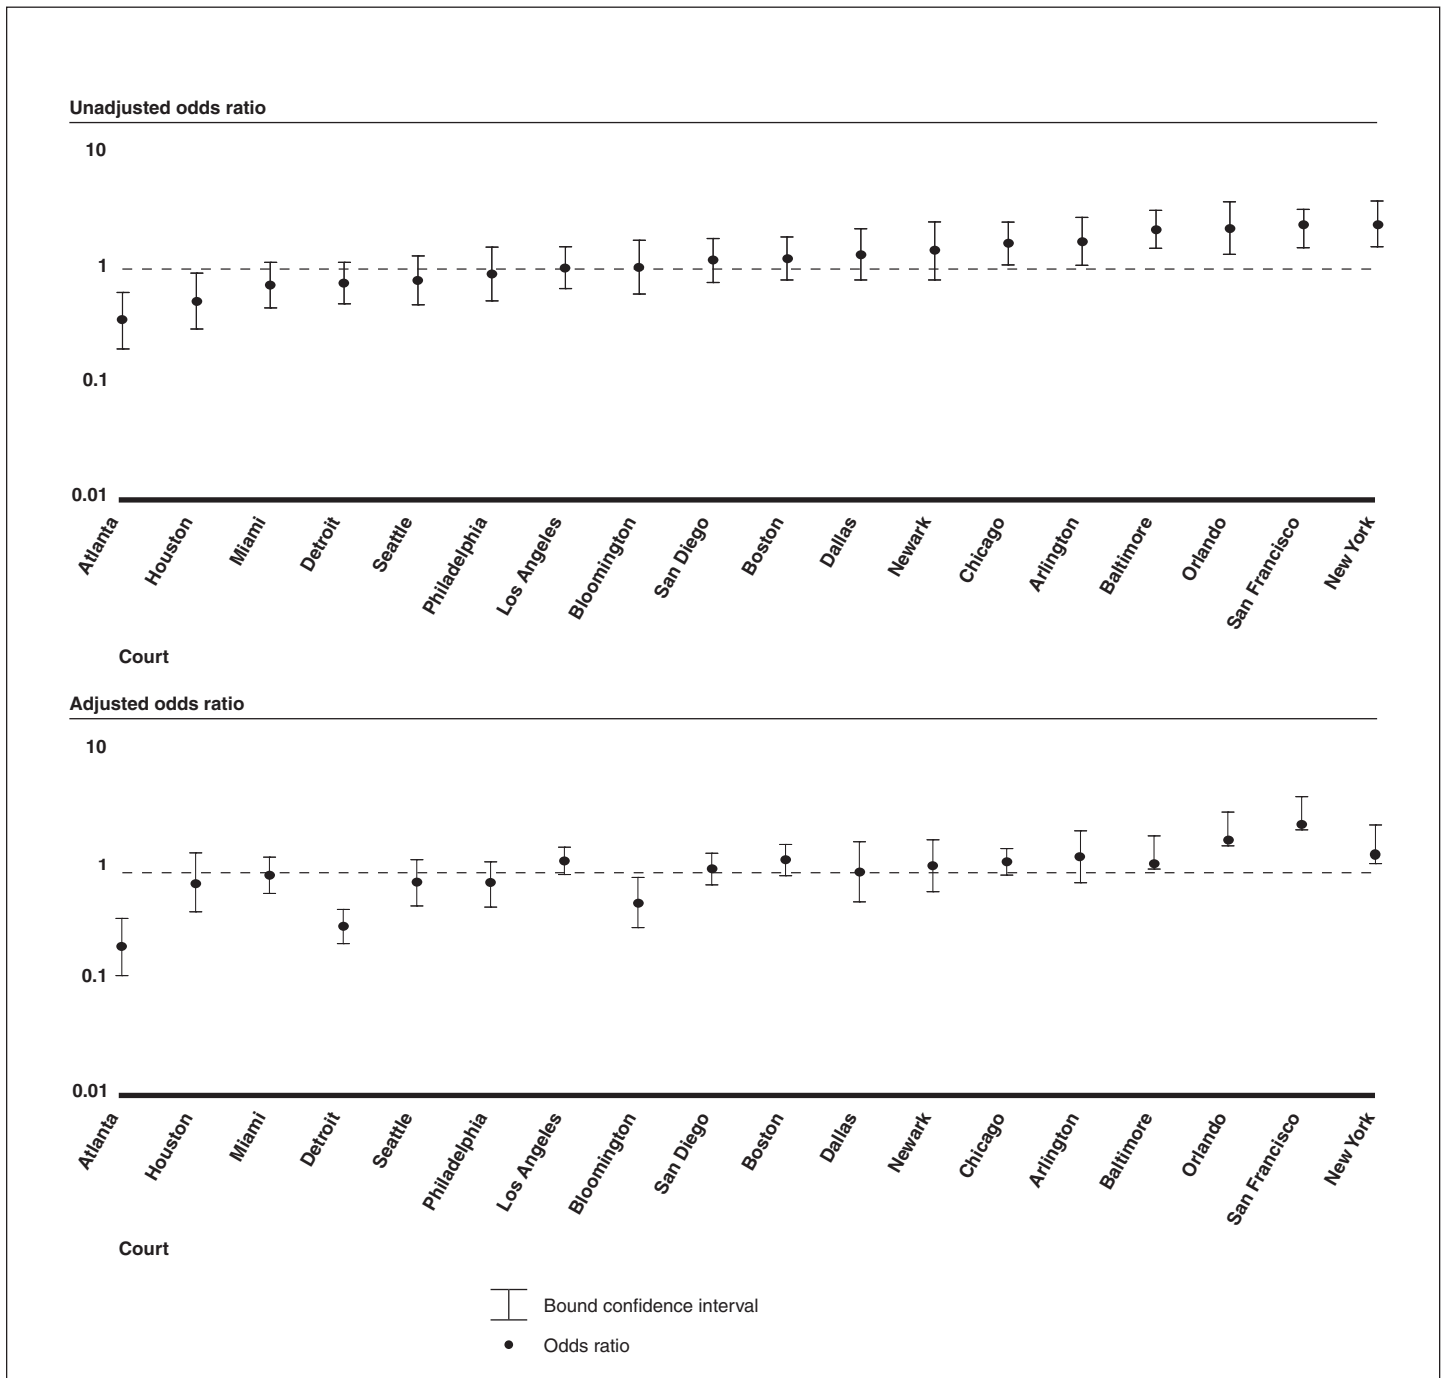 Unadjusted odds ratio
10
1
0.1
0.01
Atlanta
Houston
Miami
Detroit
Seattle
Philadelphia
Los Angeles
Bloomington
San Diego
Boston
Dallas
Newark
Chicago
Arlington
Baltimore
Orlando
San Francisco
New York
Court
Adjusted odds ratio
10
1
0.1
0.01
Atlanta
Houston
Miami
Detroit
Seattle
Philadelphia
Los Angeles
Bloomington
San Diego
Boston
Dallas
Newark
Chicago
Arlington
Baltimore
Orlando
San Francisco
New York
Court
Bound confidence interval
Odds ratio